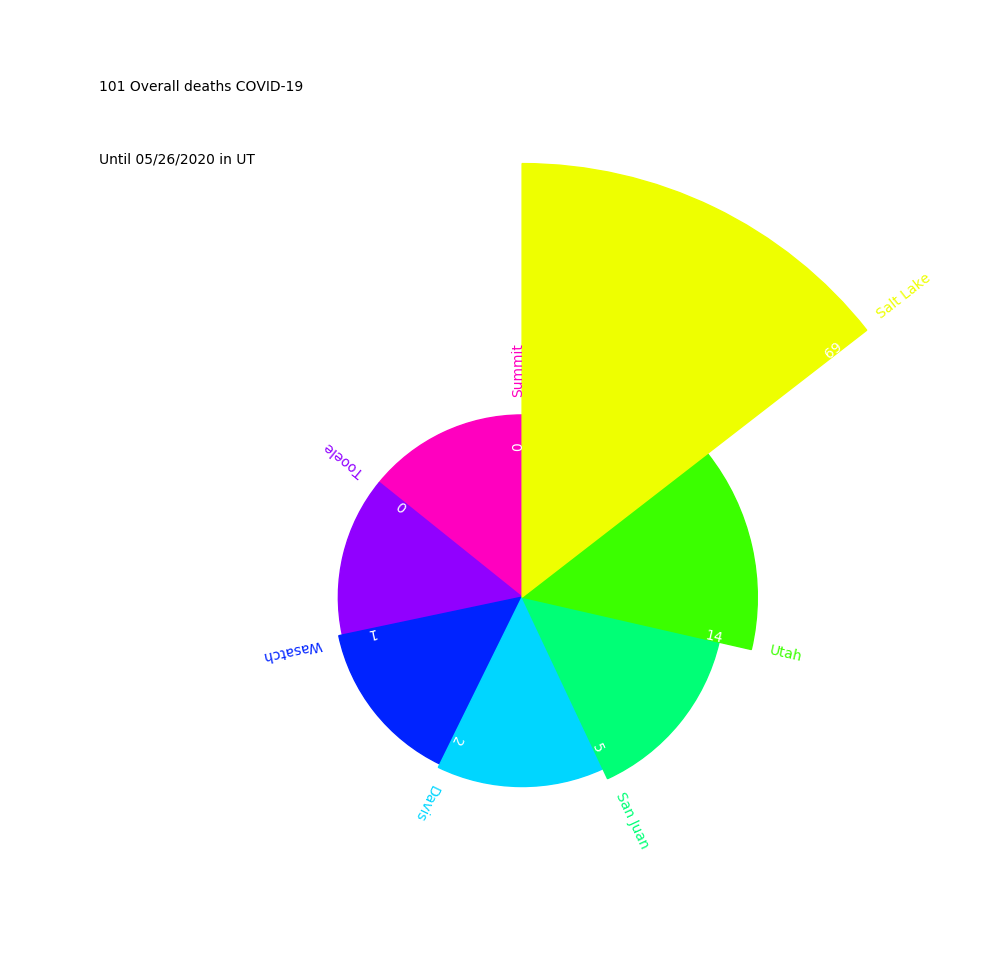 101 Overall deaths COVID-19
Until 05/26/2020 in UT
Salt Lake
69
Summit
0
Tooele
0
Utah
14
Wasatch
1
San Juan
5
Davis
2